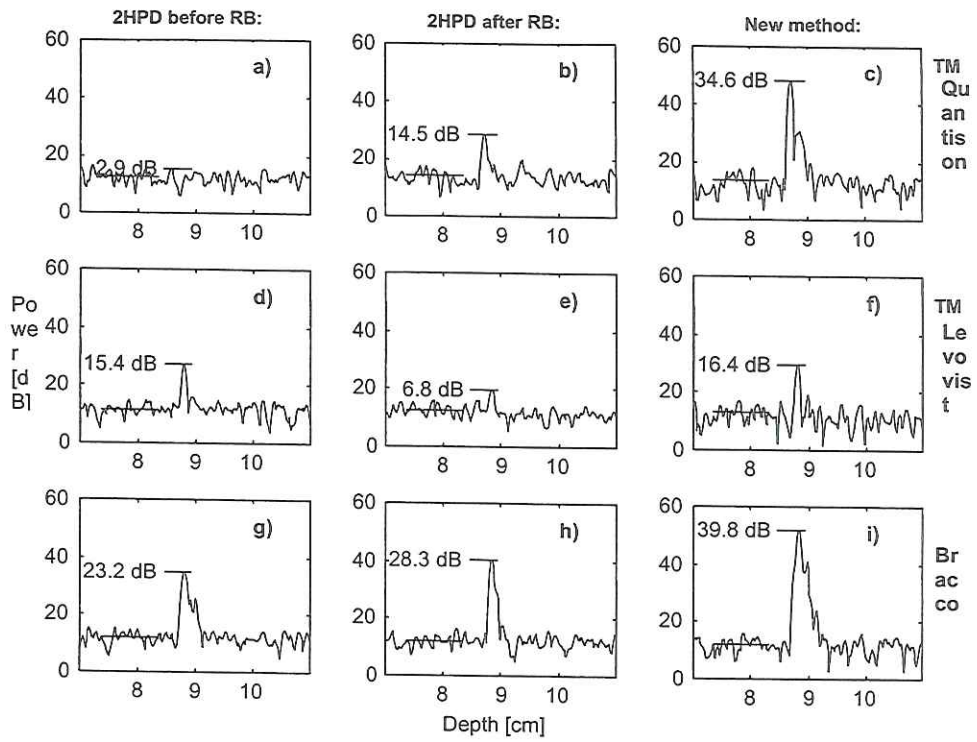 2HPD before RB:
2HPD after RB:
New method:
60
40
20
0
a)
2.9 dB
8 9 10
60
40
20
0
b)
14.5 dB
8 9 10
60
40
20
0
c)
34.6 dB
8 9 10
TM
Qu
an
tis
on
Po
we
r
[d
B]
60
40
20
0
d)
15.4 dB
8 9 10
60
40
20
0
e)
6.8 dB
8 9 10
60
40
20
0
f)
16.4 dB
8 9 10
TM
Le
vo
vis
t
60
40
20
0
g)
23.2 dB
8 9 10
60
40
20
0
h)
28.3 dB
8 9 10
Depth [cm]
60
40
20
0
i)
39.8 dB
8 9 10
Br
ac
co